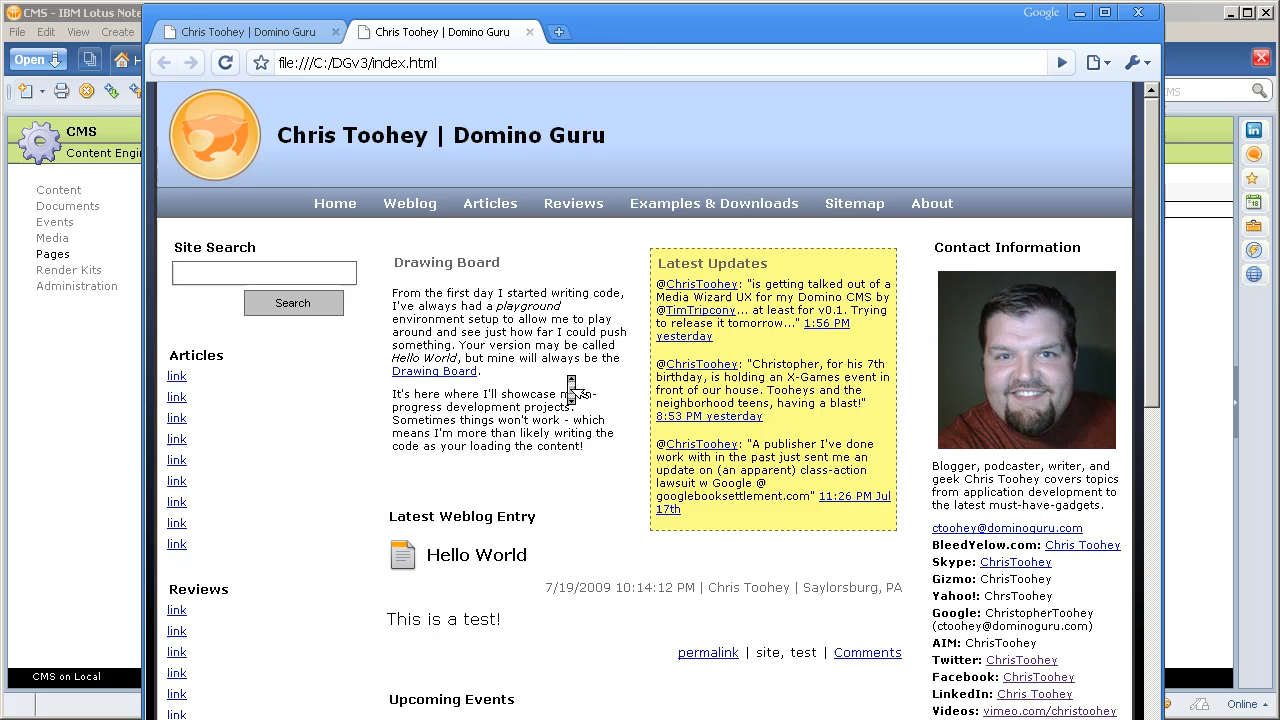 CMS - IBM Lotus Note
File Edit View Create
Open
CMS
Content Engin
Content
Documents
Events
Media
Pages
Render Kits
Administration
CMS on Local
Google
Chris Toohey | Domino Guru
Chris Toohey | Domino Guru
file:///C:/DGv3/index.html
Chris Toohey | Domino Guru
Home Weblog Articles Reviews Examples & Downloads Sitemap About
Site Search
Search
Articles
link
link
link
link
link
link
link
link
link
Reviews
link
link
link
link
link
link
Drawing Board
From the first day I started writing code,
I've always had a playground
environment setup to allow me to play
around and see just how far I could push
something. Your version may be called
Hello World, but mine will always be the
Drawing Board.
It's here where I'll showcase
progress development projects.
Sometimes things won't work - which
means I'm more than likely writing the
code as your loading the content!
Latest Updates
@ChrisToohey: "is getting talked out of a
Media Wizard UX for my Domino CMS by
@TimTripcony... at least for v0.1. Trying
to release it tomorrow..." 1:56 PM
yesterday
@ChrisToohey: "Christopher, for his 7th
birthday, is holding an X-Games event in
front of our house. Tooheys and the
neighborhood teens, having a blast!"
8:53 PM yesterday
@ChrisToohey: "A publisher I've done
work with in the past just sent me an
update on (an apparent) class-action
lawsuit w Google @
googlebooksettlement.com" 11:26 PM Jul
17th
Latest Weblog Entry
Hello World
7/19/2009 10:14:12 PM | Chris Toohey | Saylorsburg, PA
This is a test!
permalink | site, test | Comments
Upcoming Events
Contact Information
Blogger, podcaster, writer, and
geek Chris Toohey covers topics
from application development to
the latest must-have-gadgets.
ctoohey@dominoguru.com
BleedYelow.com: Chris Toohey
Skype: ChrisToohey
Gizmo: ChrisToohey
Yahoo!: ChrsToohey
Google: ChristopherToohey
(ctoohey@dominoguru.com)
AIM: ChrisToohey
Twitter: ChrisToohey
Facebook: ChrisToohey
LinkedIn: Chris Toohey
Videos: vimeo.com/christoohey
MS
Online